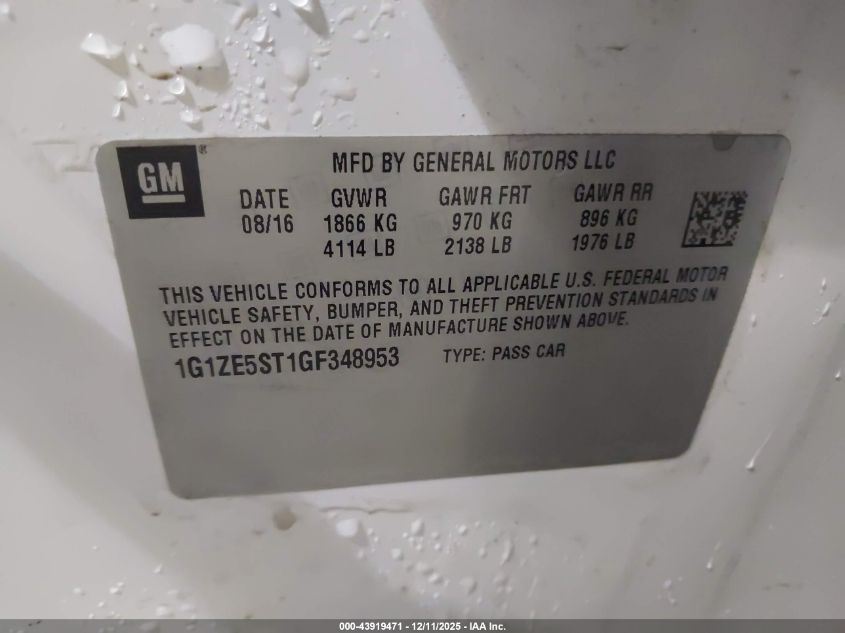 GM ®
MFD BY GENERAL MOTORS LLC
DATE GVWR GAWR FRT GAWR RR
08/16 1866 KG 970 KG 896 KG
4114 LB 2138 LB 1976 LB
THIS VEHICLE CONFORMS TO ALL APPLICABLE U.S. FEDERAL MOTOR
VEHICLE SAFETY, BUMPER, AND THEFT PREVENTION STANDARDS IN
EFFECT ON THE DATE OF MANUFACTURE SHOWN ABOVE.
1G1ZE5ST1GF348953 TYPE: PASS CAR
000-43919471 - 12/11/2025 - IAA Inc.